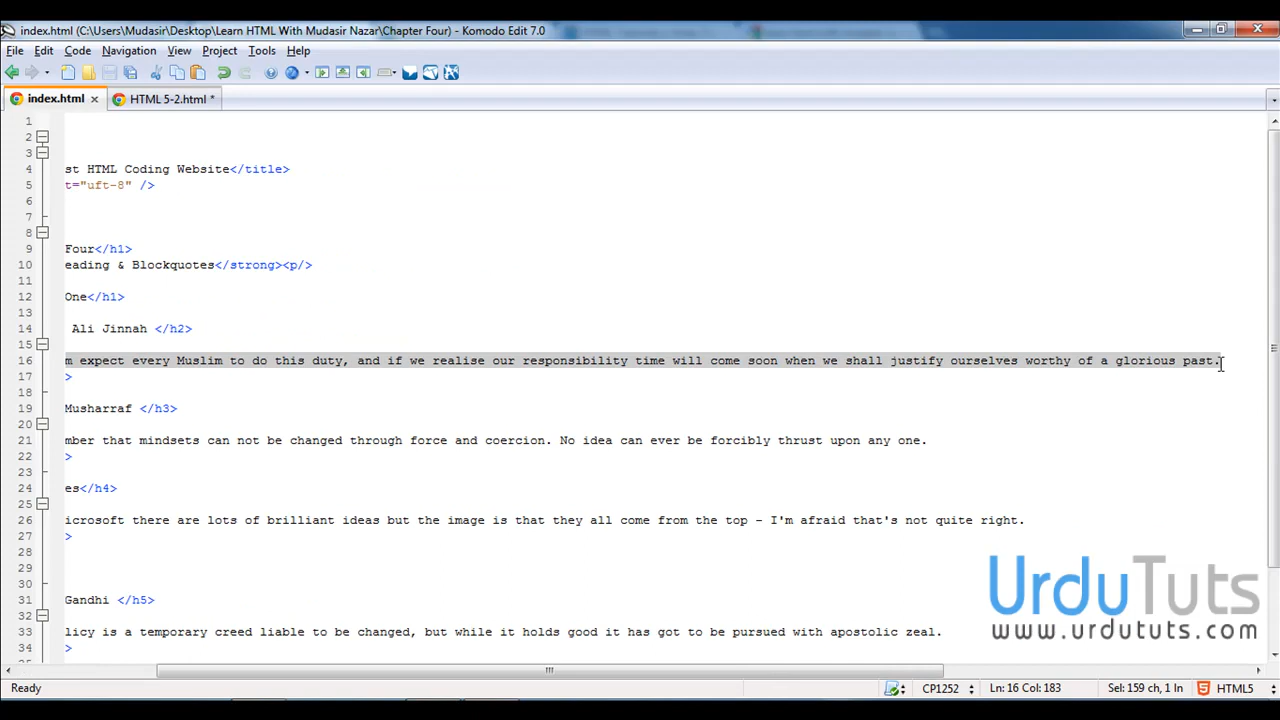 index.html (C:\Users\Mudasir\Desktop\Learn HTML With Mudasir Nazar\Chapter Four) - Komodo Edit 7.0
File Edit Code Navigation View Project Tools Help
index.html HTML 5-2.html *
1
2
3
4 st HTML Coding Website</title>
5 t="uft-8" />
6
7
8
9 Four</h1>
10 eading & Blockquotes</strong><p/>
11
12 One</h1>
13
14 Ali Jinnah </h2>
15
16 m expect every Muslim to do this duty, and if we realise our responsibility time will come soon when we shall justify ourselves worthy of a glorious past.
17 >
18
19 Musharraf </h3>
20
21 mber that mindsets can not be changed through force and coercion. No idea can ever be forcibly thrust upon any one.
22 >
23
24 es</h4>
25
26 icrosoft there are lots of brilliant ideas but the image is that they all come from the top - I'm afraid that's not quite right.
27 >
28
29
30
31 Gandhi </h5>
32
33 licy is a temporary creed liable to be changed, but while it holds good it has got to be pursued with apostolic zeal.
34 >
UrduTuts
www.urdututs.com
Ready CP1252 Ln: 16 Col: 183 Sel: 159 ch, 1 ln HTML5